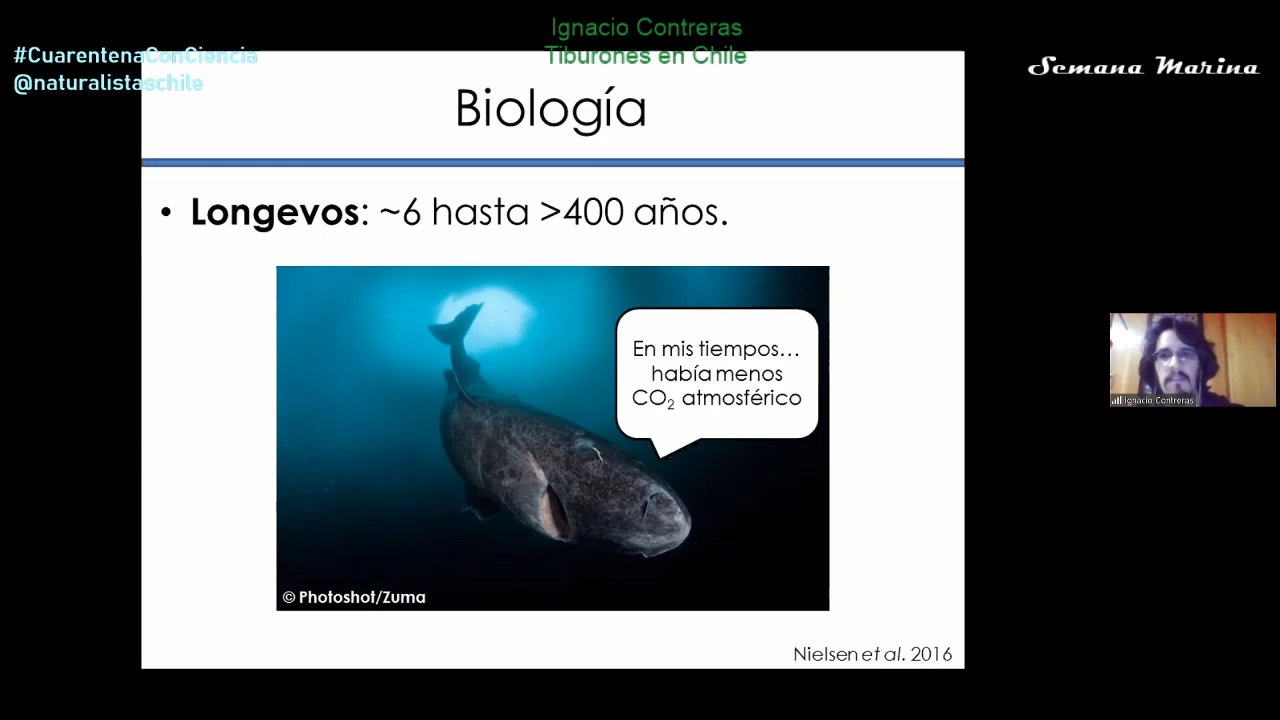 Ignacio Contreras
Tiburones en Chile
#CuarentenaConCiencia
@naturalistaschile
Semana Marina
Biología
• Longevos: ~6 hasta >400 años.
En mis tiempos...
había menos
CO₂ atmosférico
© Photoshot/Zuma
Nielsen et al. 2016
Ignacio Contreras